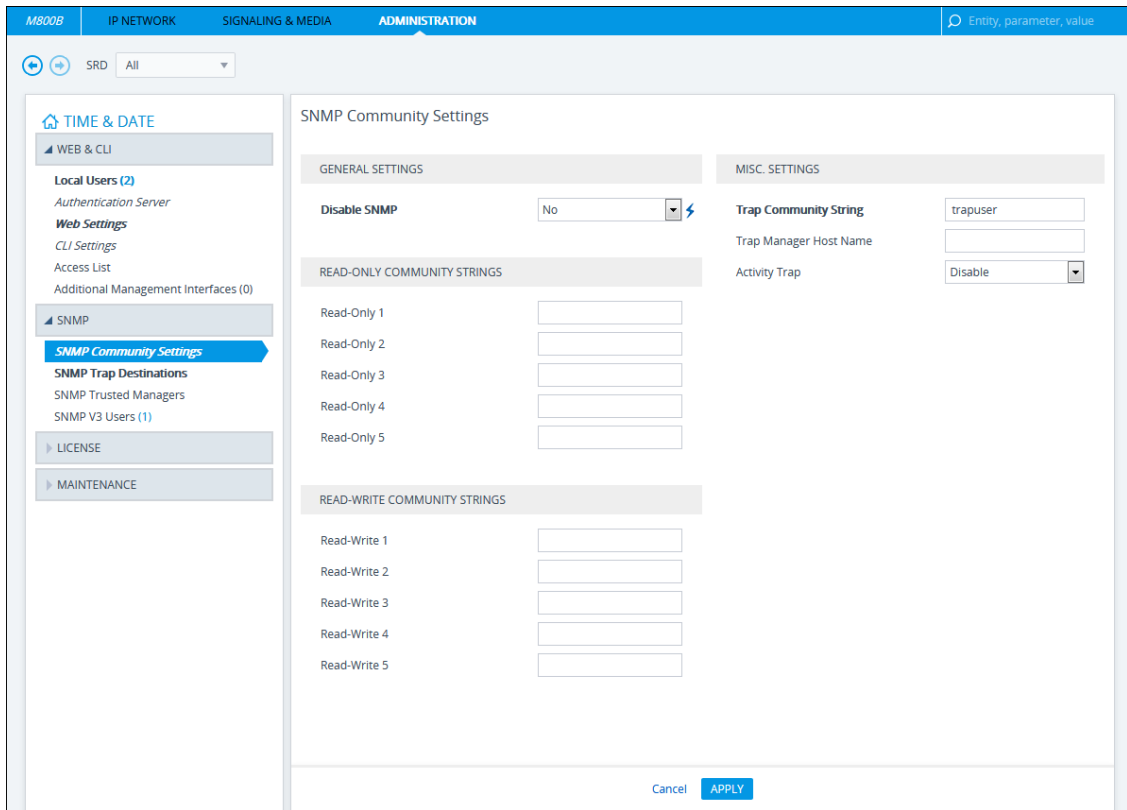 M800B IP NETWORK SIGNALING & MEDIA ADMINISTRATION Entity, parameter, value
SRD All
TIME & DATE
WEB & CLI
Local Users (2)
Authentication Server
Web Settings
CLI Settings
Access List
Additional Management Interfaces (0)
SNMP
SNMP Community Settings
SNMP Trap Destinations
SNMP Trusted Managers
SNMP V3 Users (1)
LICENSE
MAINTENANCE
SNMP Community Settings
GENERAL SETTINGS
Disable SNMP No
READ-ONLY COMMUNITY STRINGS
Read-Only 1
Read-Only 2
Read-Only 3
Read-Only 4
Read-Only 5
READ-WRITE COMMUNITY STRINGS
Read-Write 1
Read-Write 2
Read-Write 3
Read-Write 4
Read-Write 5
MISC. SETTINGS
Trap Community String trapuser
Trap Manager Host Name
Activity Trap Disable
Cancel APPLY